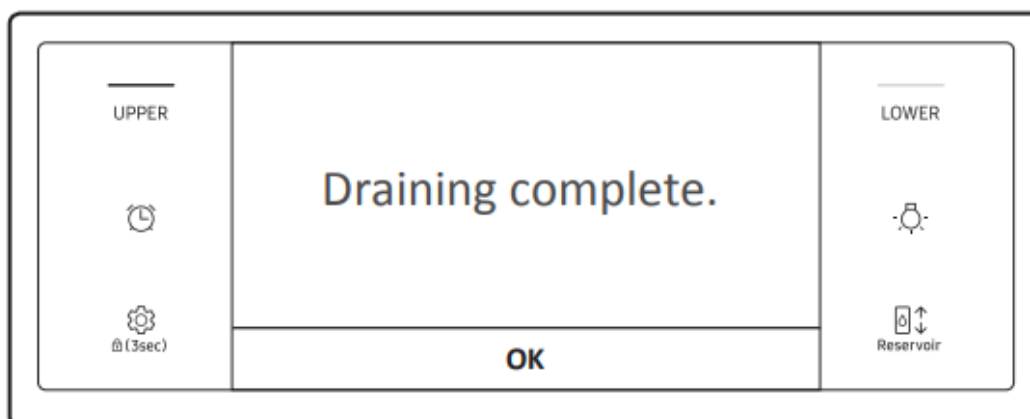 UPPER
LOWER
Draining complete.
(3sec)
Reservoir
OK